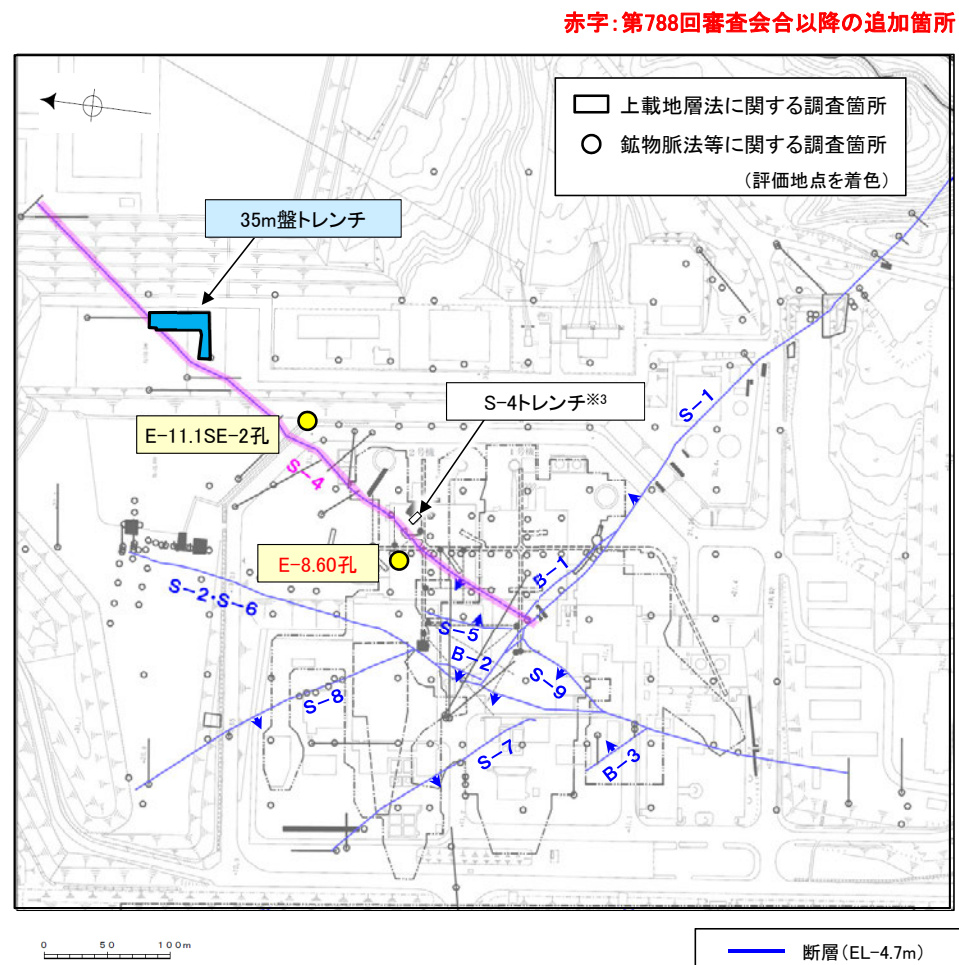 赤字：第788回審査会合以降の追加箇所
上載地層法に関する調査箇所
鉱物脈法等に関する調査箇所
(評価地点を着色)
35m盤トレンチ
S-4トレンチ※3
S-1
E-11.1SE-2孔
S-4
E-8.60孔
B-1
S-2・S-6
S-5
B-2
S-9
S-8
S-7
B-3
0 50 100m
断層(EL-4.7m)